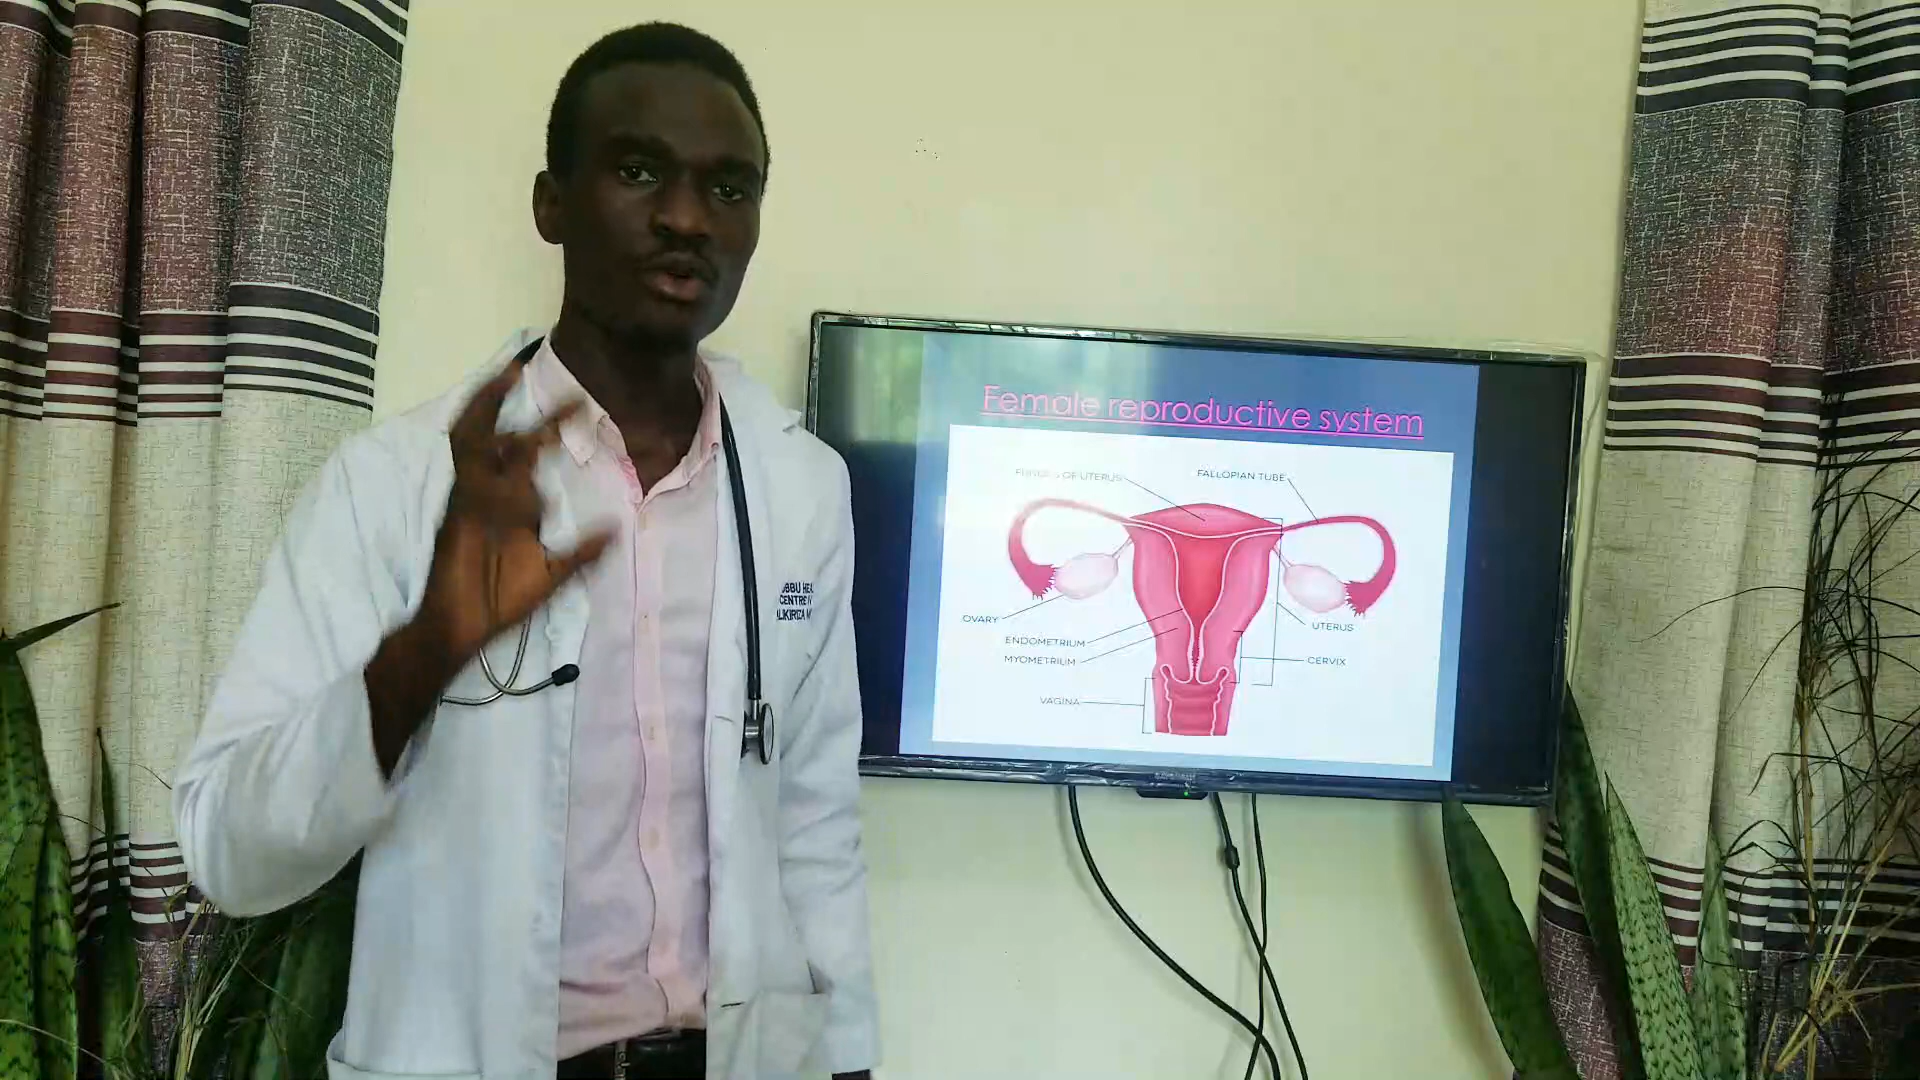 Female reproductive system
OF UTERUS
FALLOPIAN TUBE
OVARY
ENDOMETRIUM
MYOMETRIUM
VAGINA
UTERUS
CERVIX
CENTRE